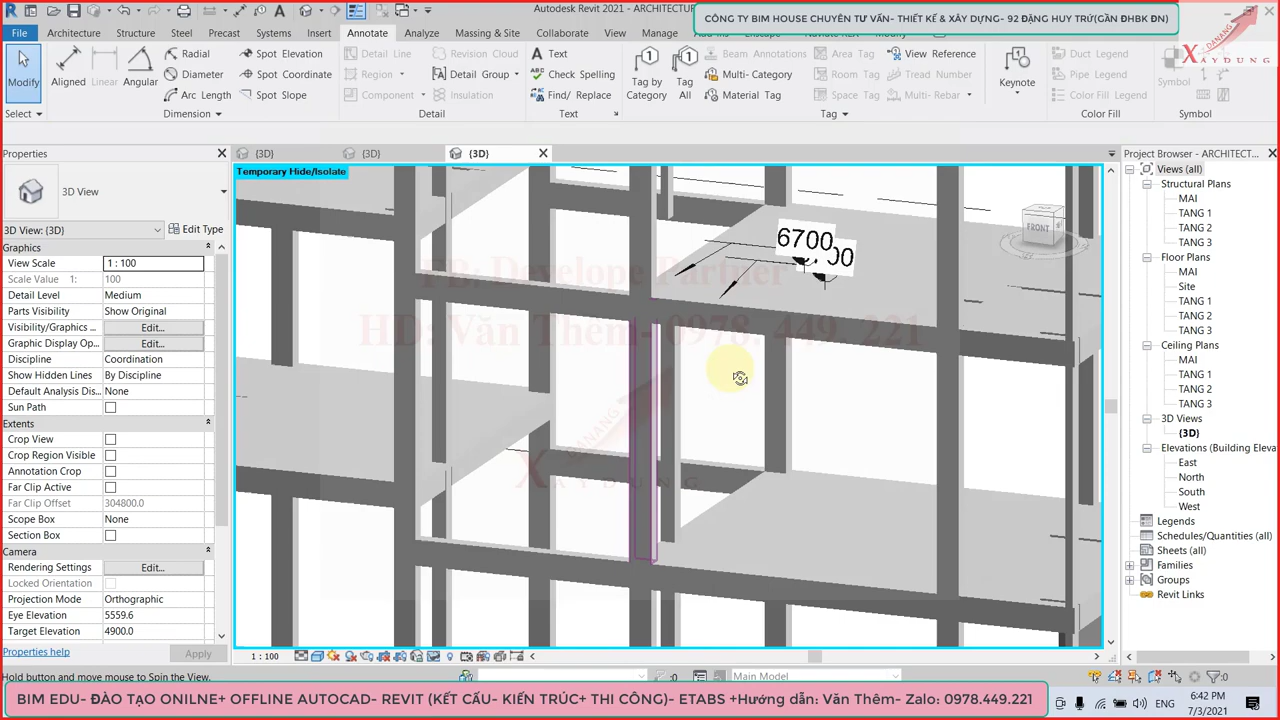 Autodesk Revit 2021 - ARCHITECTUR
CÔNG TY BIM HOUSE CHUYÊN TƯ VẤN- THIẾT KẾ & XÂY DỰNG- 92 ĐẶNG HUY TRỨ(GẦN ĐHBK ĐN)
File Architecture Structure Steel Precast Systems Insert Annotate Analyze Massing & Site Collaborate View Manage
Modify Aligned Linear Angular
Radial Diameter Arc Length
Spot Elevation Spot Coordinate Spot Slope
Detail Line Region Component
Revision Cloud Detail Group Insulation
Text Check Spelling Find/ Replace
Tag by Category Tag All
Beam Annotations Multi- Category Material Tag
Area Tag Room Tag Space Tag
View Reference Tread Number Multi- Rebar
Keynote
Duct Legend Pipe Legend Color Fill Legend
Symbol
Select Dimension Detail Text Tag Color Fill Symbol
DANANG
XÂYDỰNG
Properties
{3D} {3D} {3D}
Project Browser - ARCHITECT...
3D View
3D View: {3D} Edit Type
Graphics
View Scale 1 : 100
Scale Value 1: 100
Detail Level Medium
Parts Visibility Show Original
Visibility/Graphics ... Edit...
Graphic Display Op... Edit...
Discipline Coordination
Show Hidden Lines By Discipline
Default Analysis Dis... None
Sun Path
Extents
Crop View
Crop Region Visible
Annotation Crop
Far Clip Active
Far Clip Offset 304800.0
Scope Box None
Section Box
Camera
Rendering Settings Edit...
Locked Orientation
Projection Mode Orthographic
Eye Elevation 5559.6
Target Elevation 4900.0
Properties help Apply
Temporary Hide/Isolate
6700
00
FRONT
FB: Develope Partner
HD: Văn Thêm- 0978. 449. 221
DANANG
XÂYDỰNG
Views (all)
Structural Plans
MAI
TANG 1
TANG 2
TANG 3
Floor Plans
MAI
Site
TANG 1
TANG 2
TANG 3
Ceiling Plans
MAI
TANG 1
TANG 2
TANG 3
3D Views
{3D}
Elevations (Building Eleva
East
North
South
West
Legends
Schedules/Quantities (all)
Sheets (all)
Families
Groups
Revit Links
1 : 100
Hold button and move mouse to Spin the View.
:0 Main Model :0
BIM EDU- ĐÀO TẠO ONILNE+ OFFLINE AUTOCAD- REVIT (KẾT CẤU- KIẾN TRÚC+ THI CÔNG)- ETABS +Hướng dẫn: Văn Thêm- Zalo: 0978.449.221
ENG
6:42 PM
7/3/2021